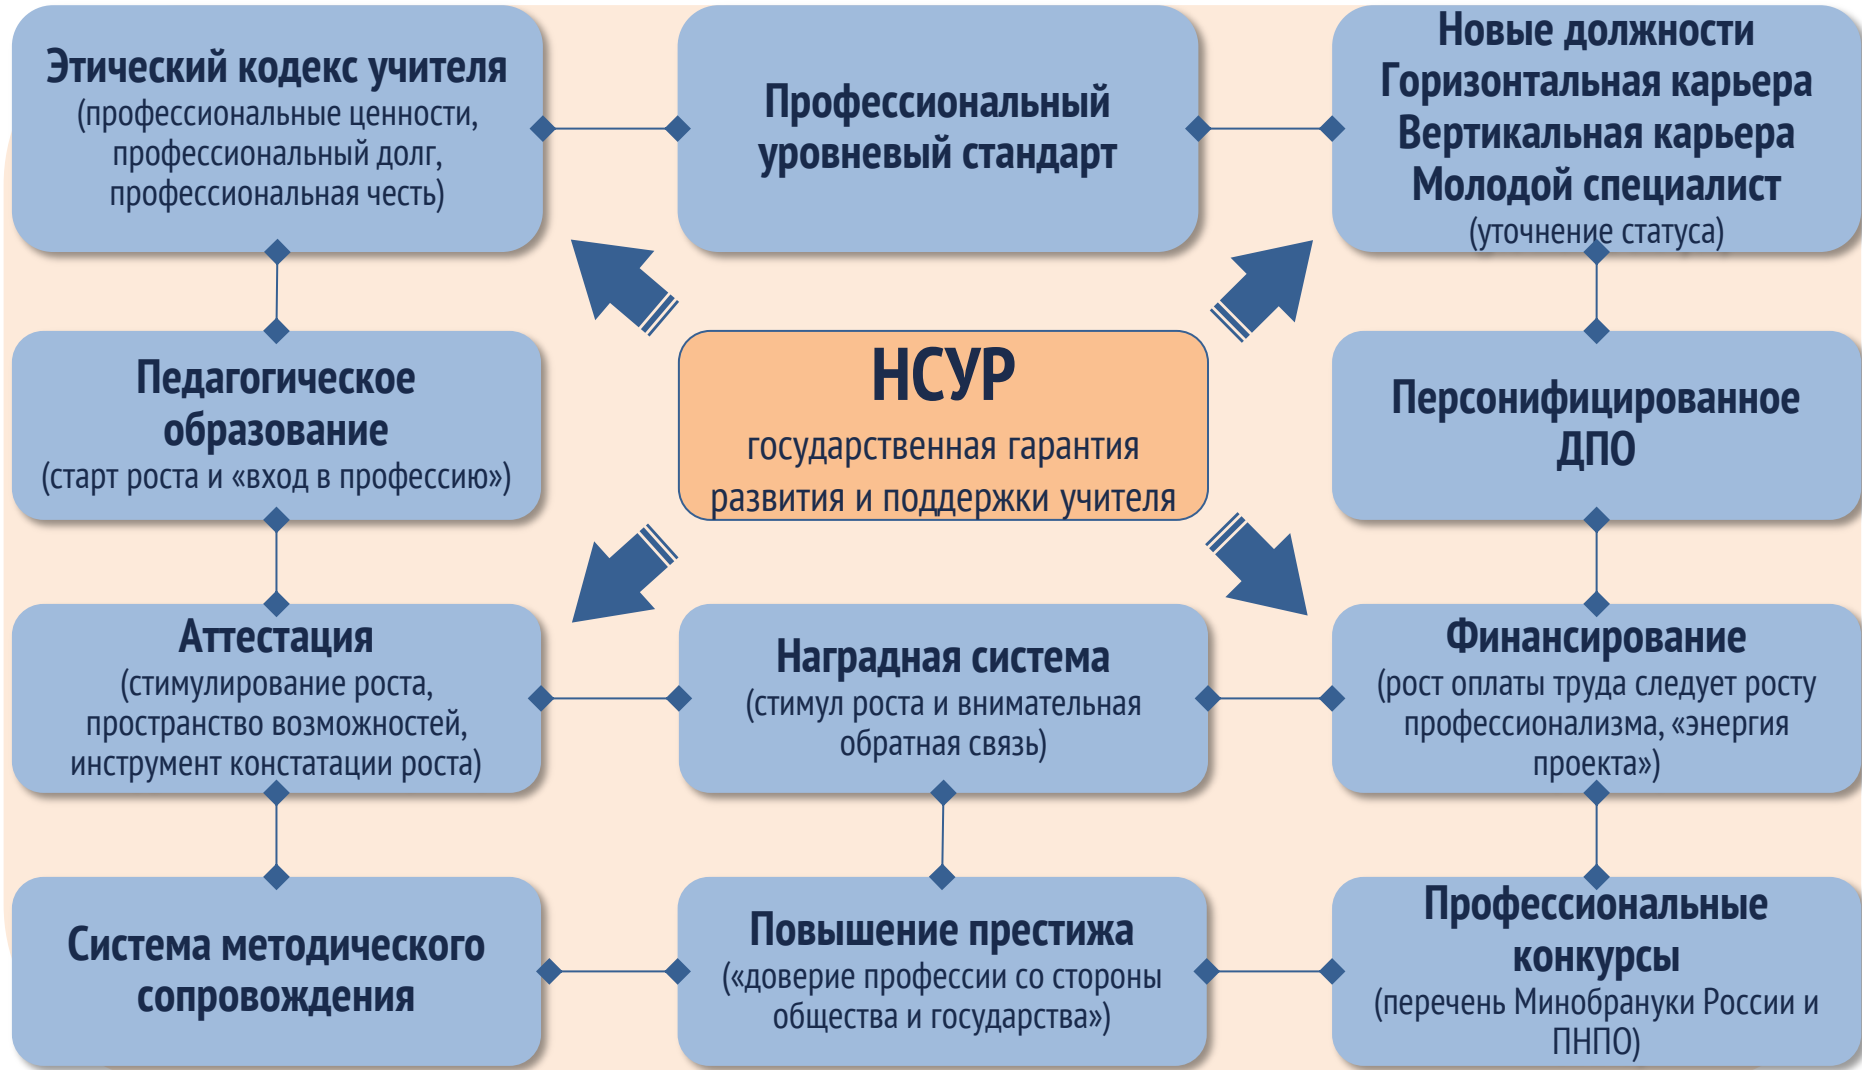 Этический кодекс учителя
(профессиональные ценности,
профессиональный долг,
профессиональная честь)
Профессиональный
уровневый стандарт
Новые должности
Горизонтальная карьера
Вертикальная карьера
Молодой специалист
(уточнение статуса)
Педагогическое
образование
(старт роста и «вход в профессию»)
НСУР
государственная гарантия
развития и поддержки учителя
Персонифицированное
ДПО
Аттестация
(стимулирование роста,
пространство возможностей,
инструмент констатации роста)
Наградная система
(стимул роста и внимательная
обратная связь)
Финансирование
(рост оплаты труда следует росту
профессионализма, «энергия
проекта»)
Система методического
сопровождения
Повышение престижа
(«доверие профессии со стороны
общества и государства»)
Профессиональные
конкурсы
(перечень Минобрануки России и
ПНПО)